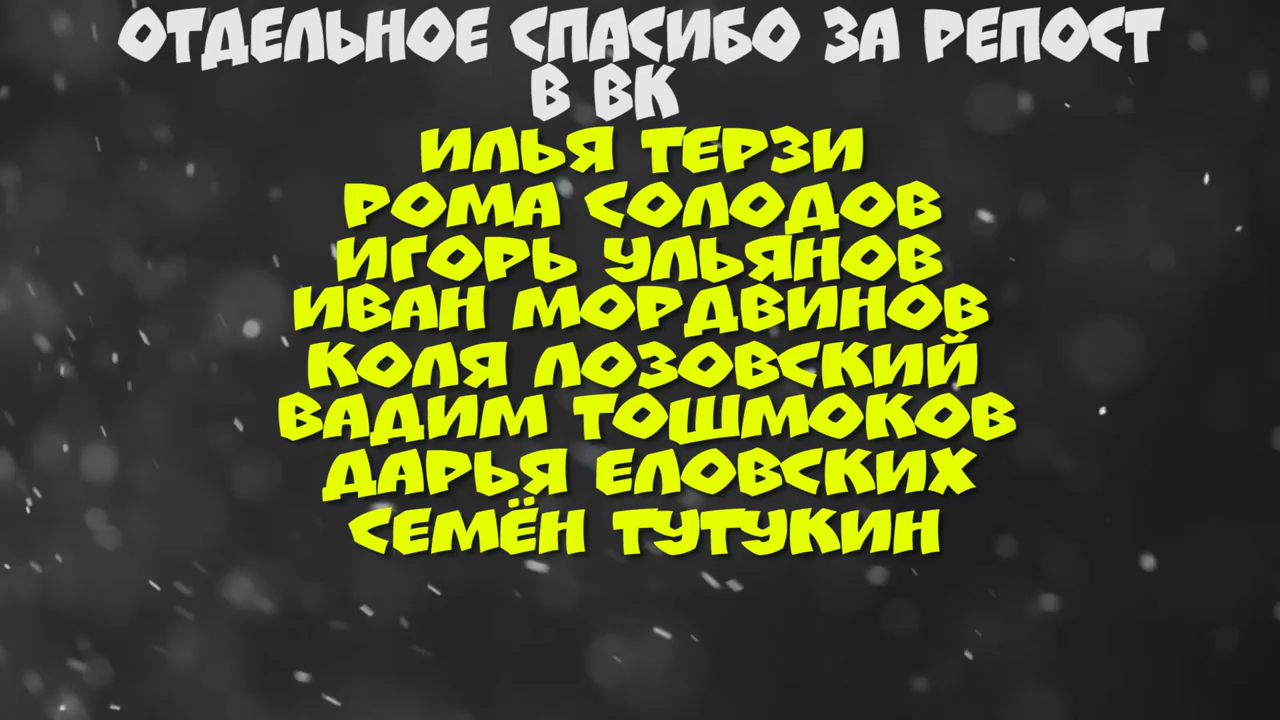 ОТДЕЛЬНОЕ СПАСИБО ЗА РЕПОСТ
В ВК
ИЛЬЯ ТЕРЗИ
РОМА СОЛОДОВ
ИГОРЬ УЛЬЯНОВ
ИВАН МОРДВИНОВ
КОЛЯ ЛОЗОВСКИЙ
ВАДИМ ТОШМОКОВ
ДАРЬЯ ЕЛОВСКИХ
СЕМЁН ТУТУКИН